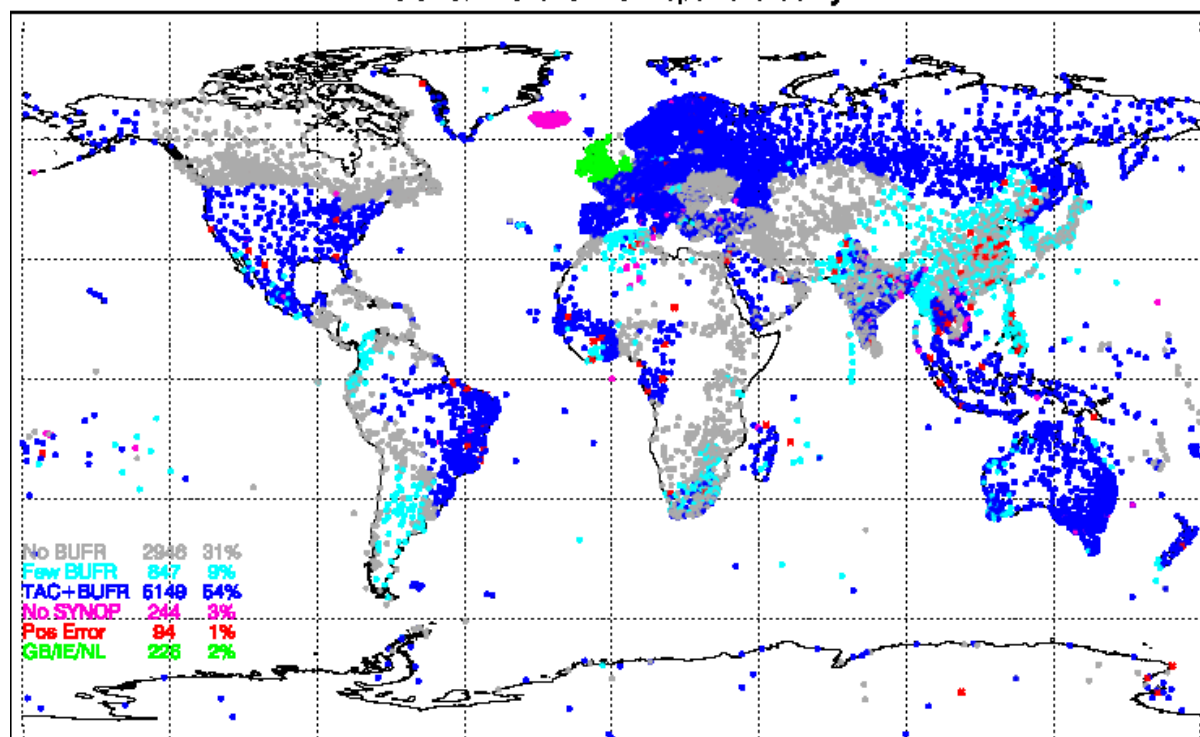 No BUFR 2946 31%
Few BUFR 847 9%
TAC+BUFR 5149 54%
No SYNOP 244 3%
Pos Error 94 1%
GB/IE/NL 226 2%